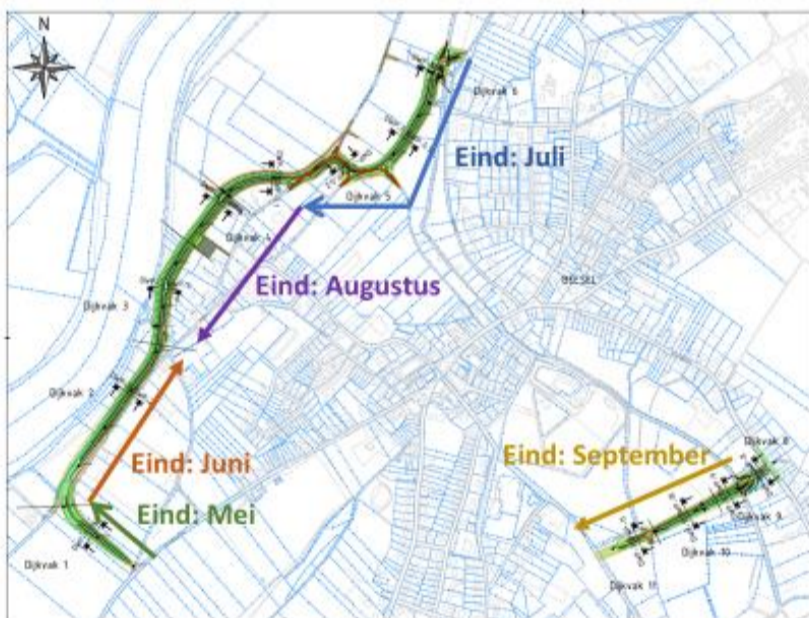 N
Dijkvak 6
Eind: Juli
Dijkvak 5
Dijkvak 4
Eind: Augustus
BEESEL
Dijkvak 3
Dijkvak 2
Eind: Juni
Eind: September
Dijkvak 8
Eind: Mei
Dijkvak 9
Dijkvak 10
Dijkvak 1
Dijkvak 11